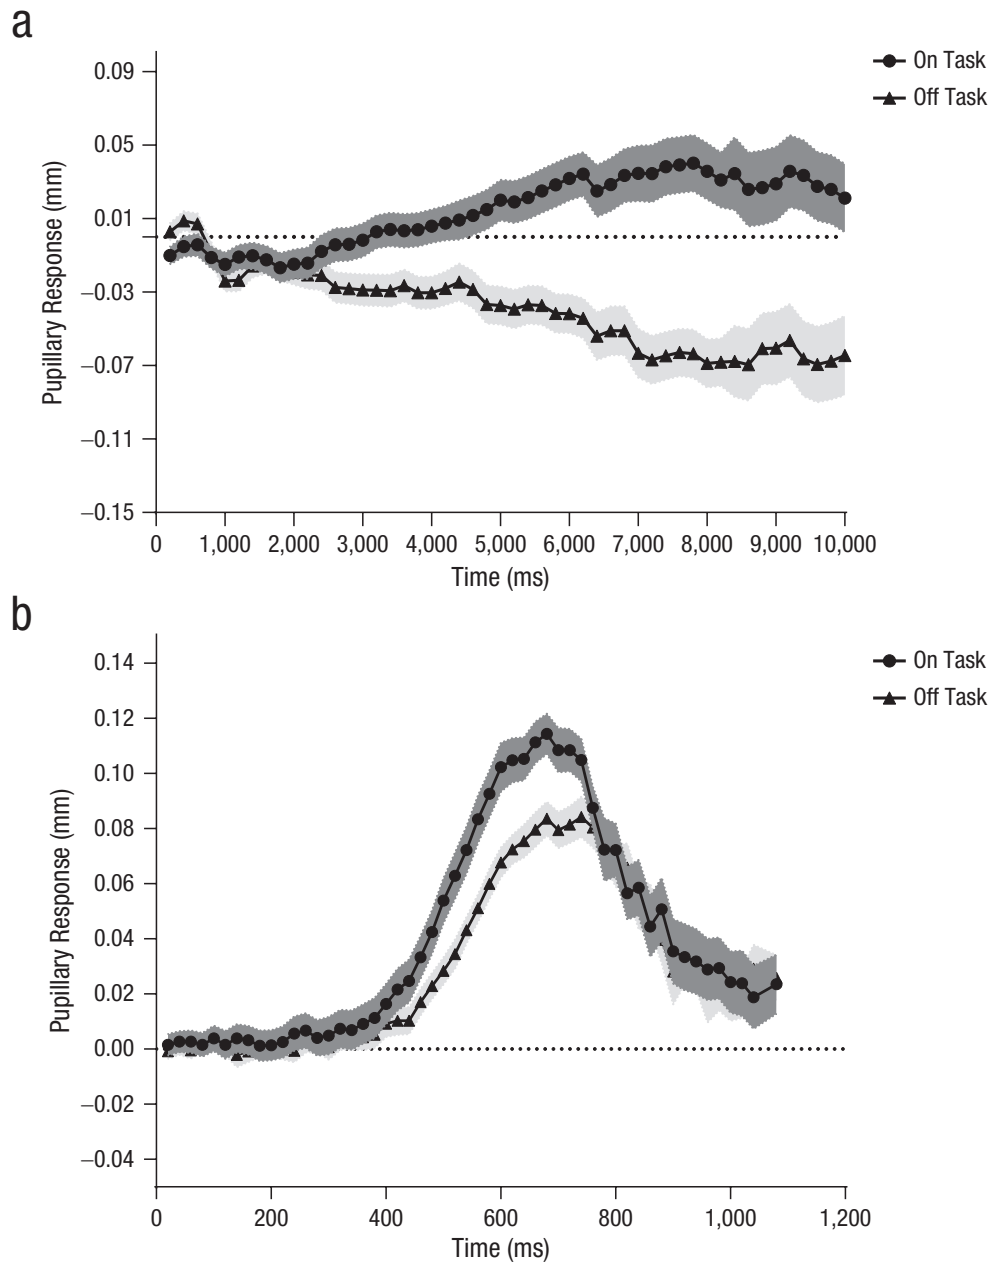 a
On Task
Off Task
Pupillary Response (mm)
0.09
0.05
0.01
–0.03
–0.07
–0.11
–0.15
0 1,000 2,000 3,000 4,000 5,000 6,000 7,000 8,000 9,000 10,000
Time (ms)
b
On Task
Off Task
Pupillary Response (mm)
0.14
0.12
0.10
0.08
0.06
0.04
0.02
0.00
–0.02
–0.04
0 200 400 600 800 1,000 1,200
Time (ms)